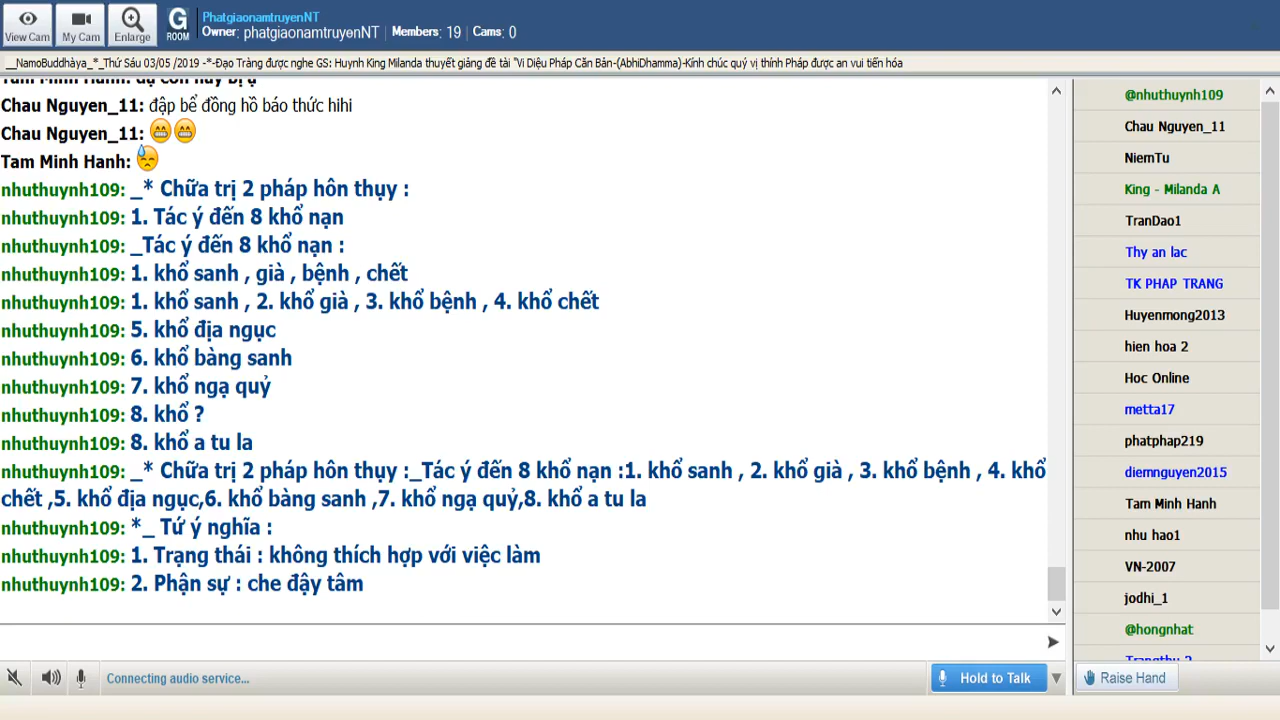 View Cam
My Cam
Enlarge
G
ROOM
PhatgiaonamtruyenNT
Owner: phatgiaonamtruyenNT Members: 19 Cams: 0
__NamoBuddhàya_*_Thứ Sáu 03/05 /2019 -*-Đạo Tràng được nghe GS: Huynh King Milanda thuyết giảng đề tài "Vi Diệu Pháp Căn Bản-(AbhiDhamma)-Kính chúc quý vị thính Pháp được an vui tiến hóa
Chau Nguyen_11: đập bể đồng hồ báo thức hihi
Chau Nguyen_11:
Tam Minh Hanh:
nhuthuynh109: _* Chữa trị 2 pháp hôn thụy :
nhuthuynh109: 1. Tác ý đến 8 khổ nạn
nhuthuynh109: _Tác ý đến 8 khổ nạn :
nhuthuynh109: 1. khổ sanh , già , bệnh , chết
nhuthuynh109: 1. khổ sanh , 2. khổ già , 3. khổ bệnh , 4. khổ chết
nhuthuynh109: 5. khổ địa ngục
nhuthuynh109: 6. khổ bàng sanh
nhuthuynh109: 7. khổ ngạ quỷ
nhuthuynh109: 8. khổ ?
nhuthuynh109: 8. khổ a tu la
nhuthuynh109: _* Chữa trị 2 pháp hôn thụy :_Tác ý đến 8 khổ nạn :1. khổ sanh , 2. khổ già , 3. khổ bệnh , 4. khổ
chết ,5. khổ địa ngục,6. khổ bàng sanh ,7. khổ ngạ quỷ,8. khổ a tu la
nhuthuynh109: *_ Tứ ý nghĩa :
nhuthuynh109: 1. Trạng thái : không thích hợp với việc làm
nhuthuynh109: 2. Phận sự : che đậy tâm
@nhuthuynh109
Chau Nguyen_11
NiemTu
King - Milanda A
TranDao1
Thy an lac
TK PHAP TRANG
Huyenmong2013
hien hoa 2
Hoc Online
metta17
phatphap219
diemnguyen2015
Tam Minh Hanh
nhu hao1
VN-2007
jodhi_1
@hongnhat
Connecting audio service...
Hold to Talk
Raise Hand